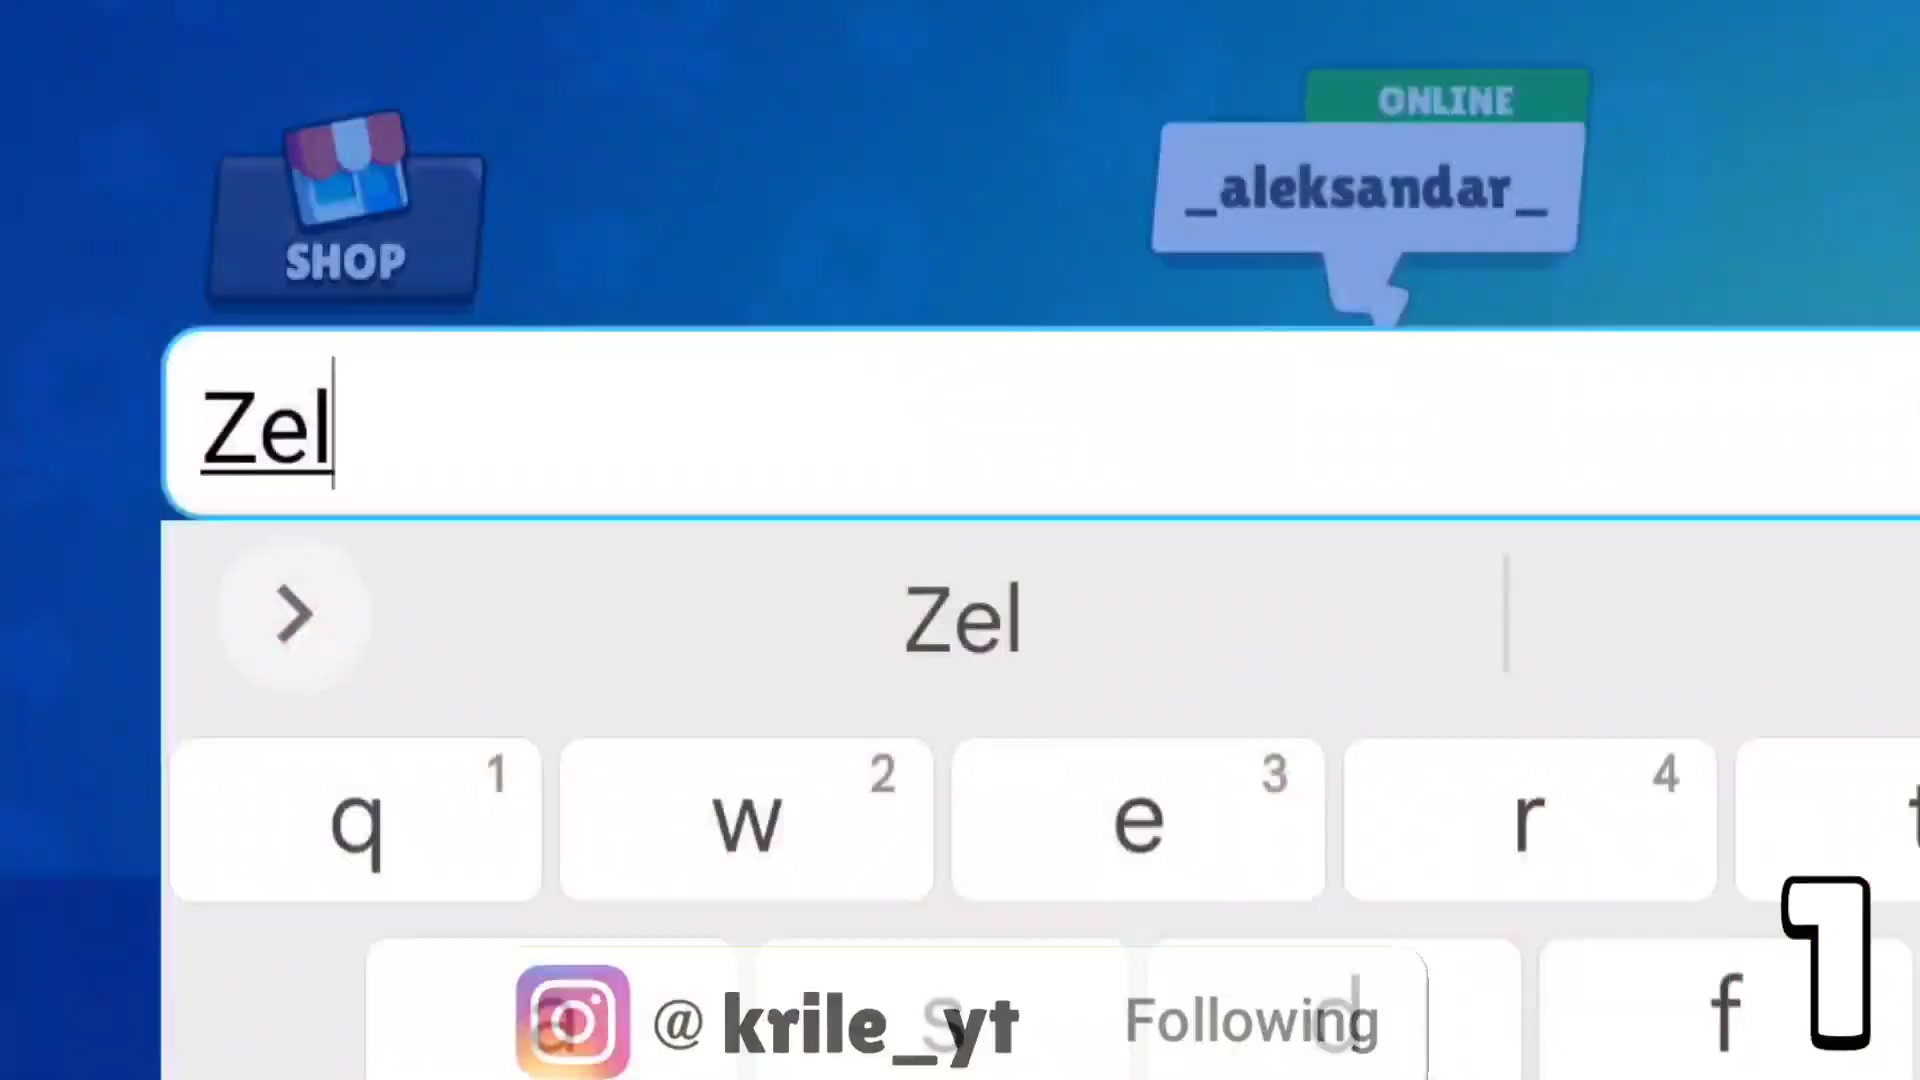 ONLINE
_aleksandar_
SHOP
Zel
Zel
q 1 w 2 e 3 r 4 t
a s d f
@krile_yt Following
1